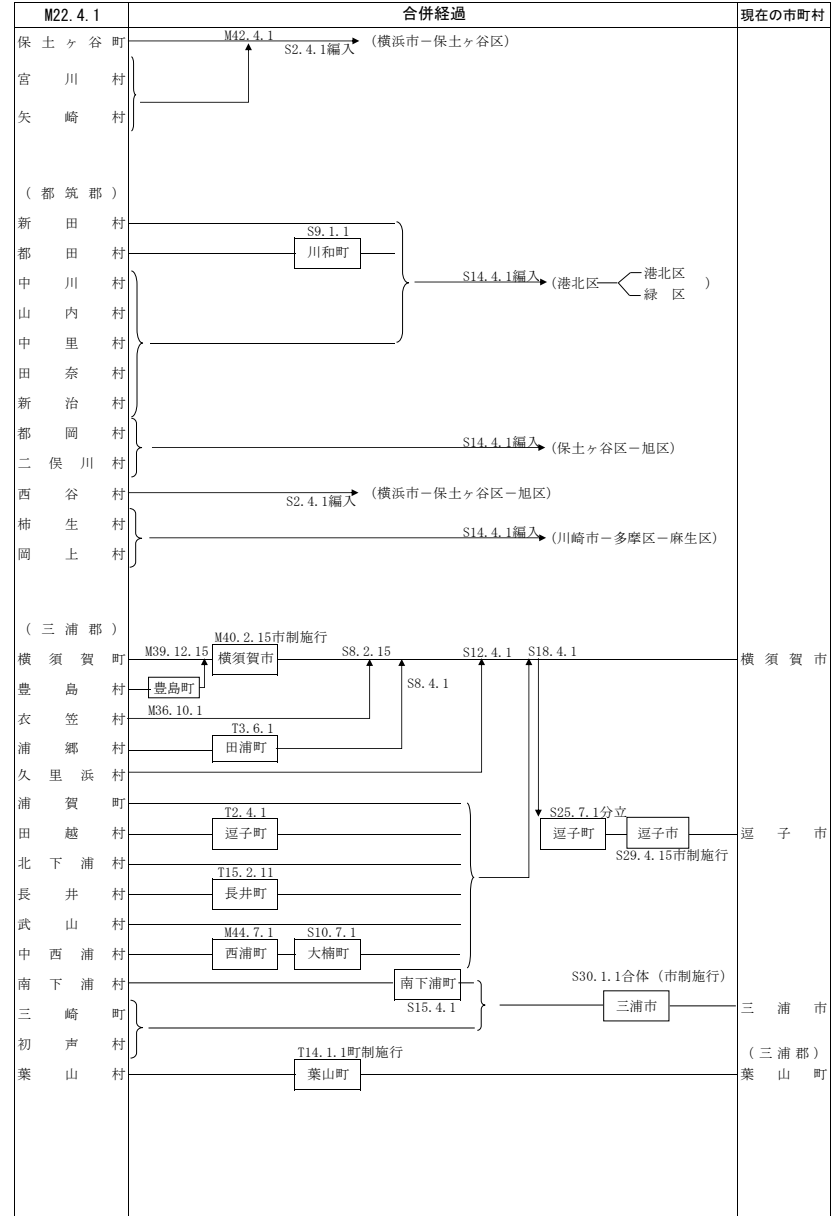 M22.4.1 合併経過 現在の市町村
保土ヶ谷町 M42.4.1 S2.4.1編入 (横浜市－保土ヶ谷区)
宮川村
矢崎村
(都筑郡)
新田村
都田村 S9.1.1 川和町
中川村 S14.4.1編入 (港北区 港北区 緑区 )
山内村
中里村
田奈村
新治村
都岡村 S14.4.1編入 (保土ヶ谷区－旭区)
二俣川村
西谷村 S2.4.1編入 (横浜市－保土ヶ谷区－旭区)
柿生村 S14.4.1編入 (川崎市－多摩区－麻生区)
岡上村
(三浦郡)
横須賀町 M39.12.15 M40.2.15市制施行 横須賀市 S8.2.15 S12.4.1 S18.4.1 横須賀市
豊島村 豊島町 M36.10.1 S8.4.1
衣笠村
浦郷村 T3.6.1 田浦町
久里浜村
浦賀町
田越村 T2.4.1 逗子町 S25.7.1分立 逗子町 逗子市 S29.4.15市制施行 逗子市
北下浦村
長井村 T15.2.11 長井町
武山村
中西浦村 M44.7.1 西浦町 S10.7.1 大楠町
南下浦村 南下浦町 S15.4.1
三崎町 S30.1.1合体（市制施行） 三浦市 三浦市
初声村
(三浦郡)
葉山村 T14.1.1町制施行 葉山町 葉山町